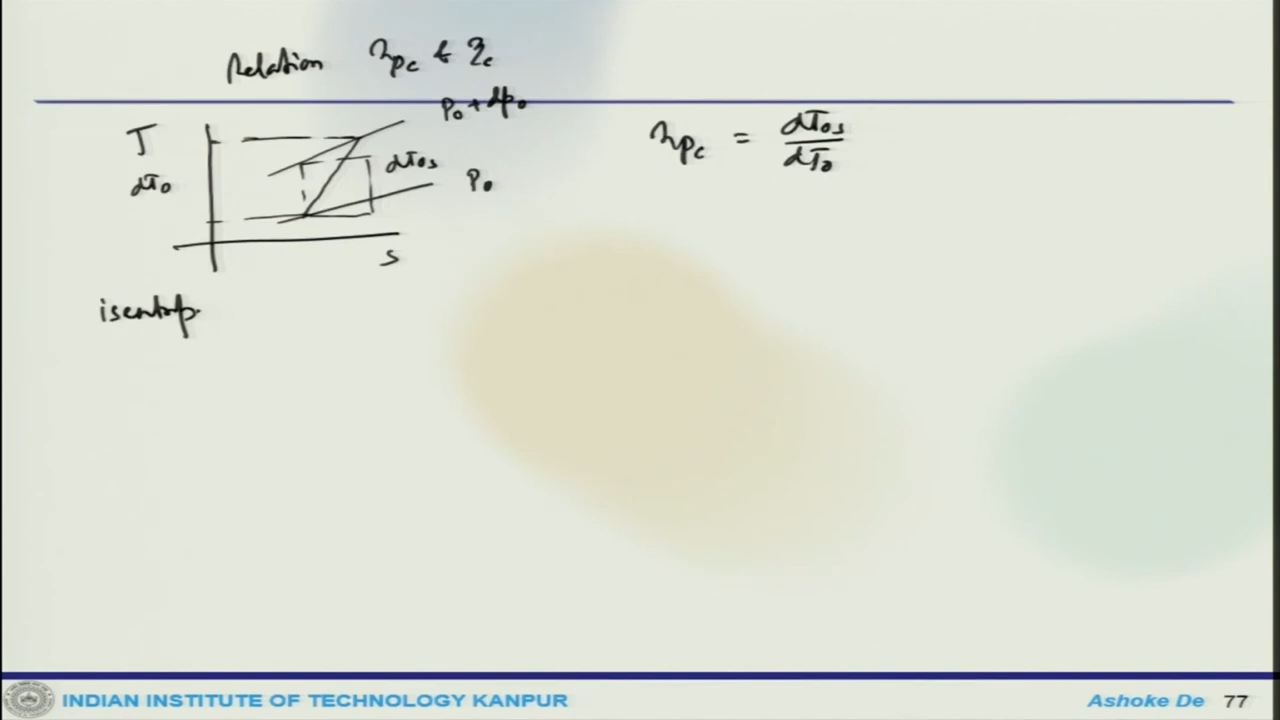 Relation ηpc & ηc
P₀ + dp₀
T
dT₀
dT₀s
P₀
s
ηpc = dT₀s / dT₀
isentrop
INDIAN INSTITUTE OF TECHNOLOGY KANPUR
Ashoke De 77